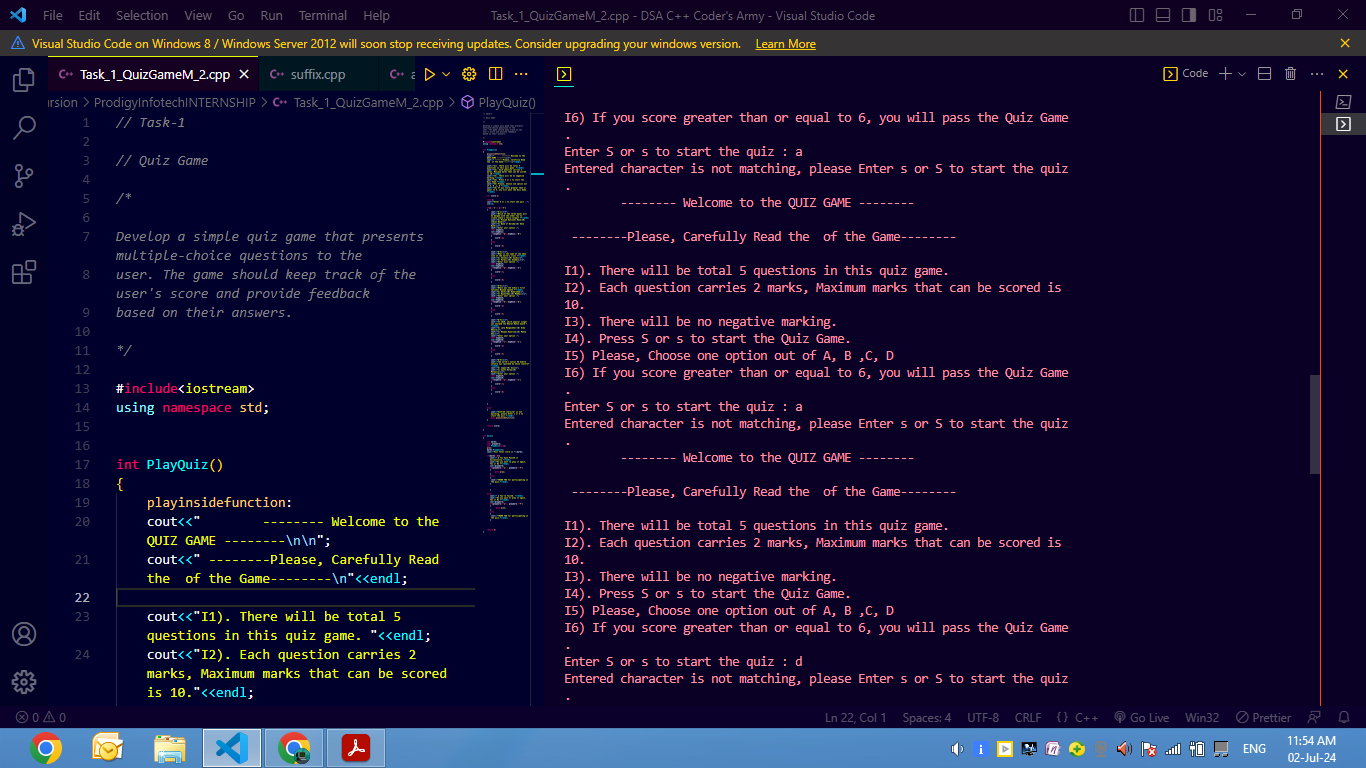 File Edit Selection View Go Run Terminal Help
Task_1_QuizGameM_2.cpp - DSA C++ Coder's Army - Visual Studio Code
Visual Studio Code on Windows 8 / Windows Server 2012 will soon stop receiving updates. Consider upgrading your windows version. Learn More
Task_1_QuizGameM_2.cpp
suffix.cpp
a
ursion > ProdigyInfotechINTERNSHIP > Task_1_QuizGameM_2.cpp > PlayQuiz()
1 // Task-1
2
3 // Quiz Game
4
5 /*
6
7 Develop a simple quiz game that presents
multiple-choice questions to the
8 user. The game should keep track of the
user's score and provide feedback
9 based on their answers.
10
11 */
12
13 #include<iostream>
14 using namespace std;
15
16
17 int PlayQuiz()
18 {
19 playinsidefunction:
20 cout<<" -------- Welcome to the
QUIZ GAME --------\n\n";
21 cout<<" --------Please, Carefully Read
the  of the Game--------\n"<<endl;
22
23 cout<<"I1). There will be total 5
questions in this quiz game. "<<endl;
24 cout<<"I2). Each question carries 2
marks, Maximum marks that can be scored
is 10."<<endl;
Code
I6) If you score greater than or equal to 6, you will pass the Quiz Game
.
Enter S or s to start the quiz : a
Entered character is not matching, please Enter s or S to start the quiz
.
-------- Welcome to the QUIZ GAME --------
--------Please, Carefully Read the  of the Game--------
I1). There will be total 5 questions in this quiz game.
I2). Each question carries 2 marks, Maximum marks that can be scored is
10.
I3). There will be no negative marking.
I4). Press S or s to start the Quiz Game.
I5) Please, Choose one option out of A, B ,C, D
I6) If you score greater than or equal to 6, you will pass the Quiz Game
.
Enter S or s to start the quiz : a
Entered character is not matching, please Enter s or S to start the quiz
.
-------- Welcome to the QUIZ GAME --------
--------Please, Carefully Read the  of the Game--------
I1). There will be total 5 questions in this quiz game.
I2). Each question carries 2 marks, Maximum marks that can be scored is
10.
I3). There will be no negative marking.
I4). Press S or s to start the Quiz Game.
I5) Please, Choose one option out of A, B ,C, D
I6) If you score greater than or equal to 6, you will pass the Quiz Game
.
Enter S or s to start the quiz : d
Entered character is not matching, please Enter s or S to start the quiz
.
0 0
Ln 22, Col 1 Spaces: 4 UTF-8 CRLF {} C++ Go Live Win32 Prettier
ENG
11:54 AM
02-Jul-24